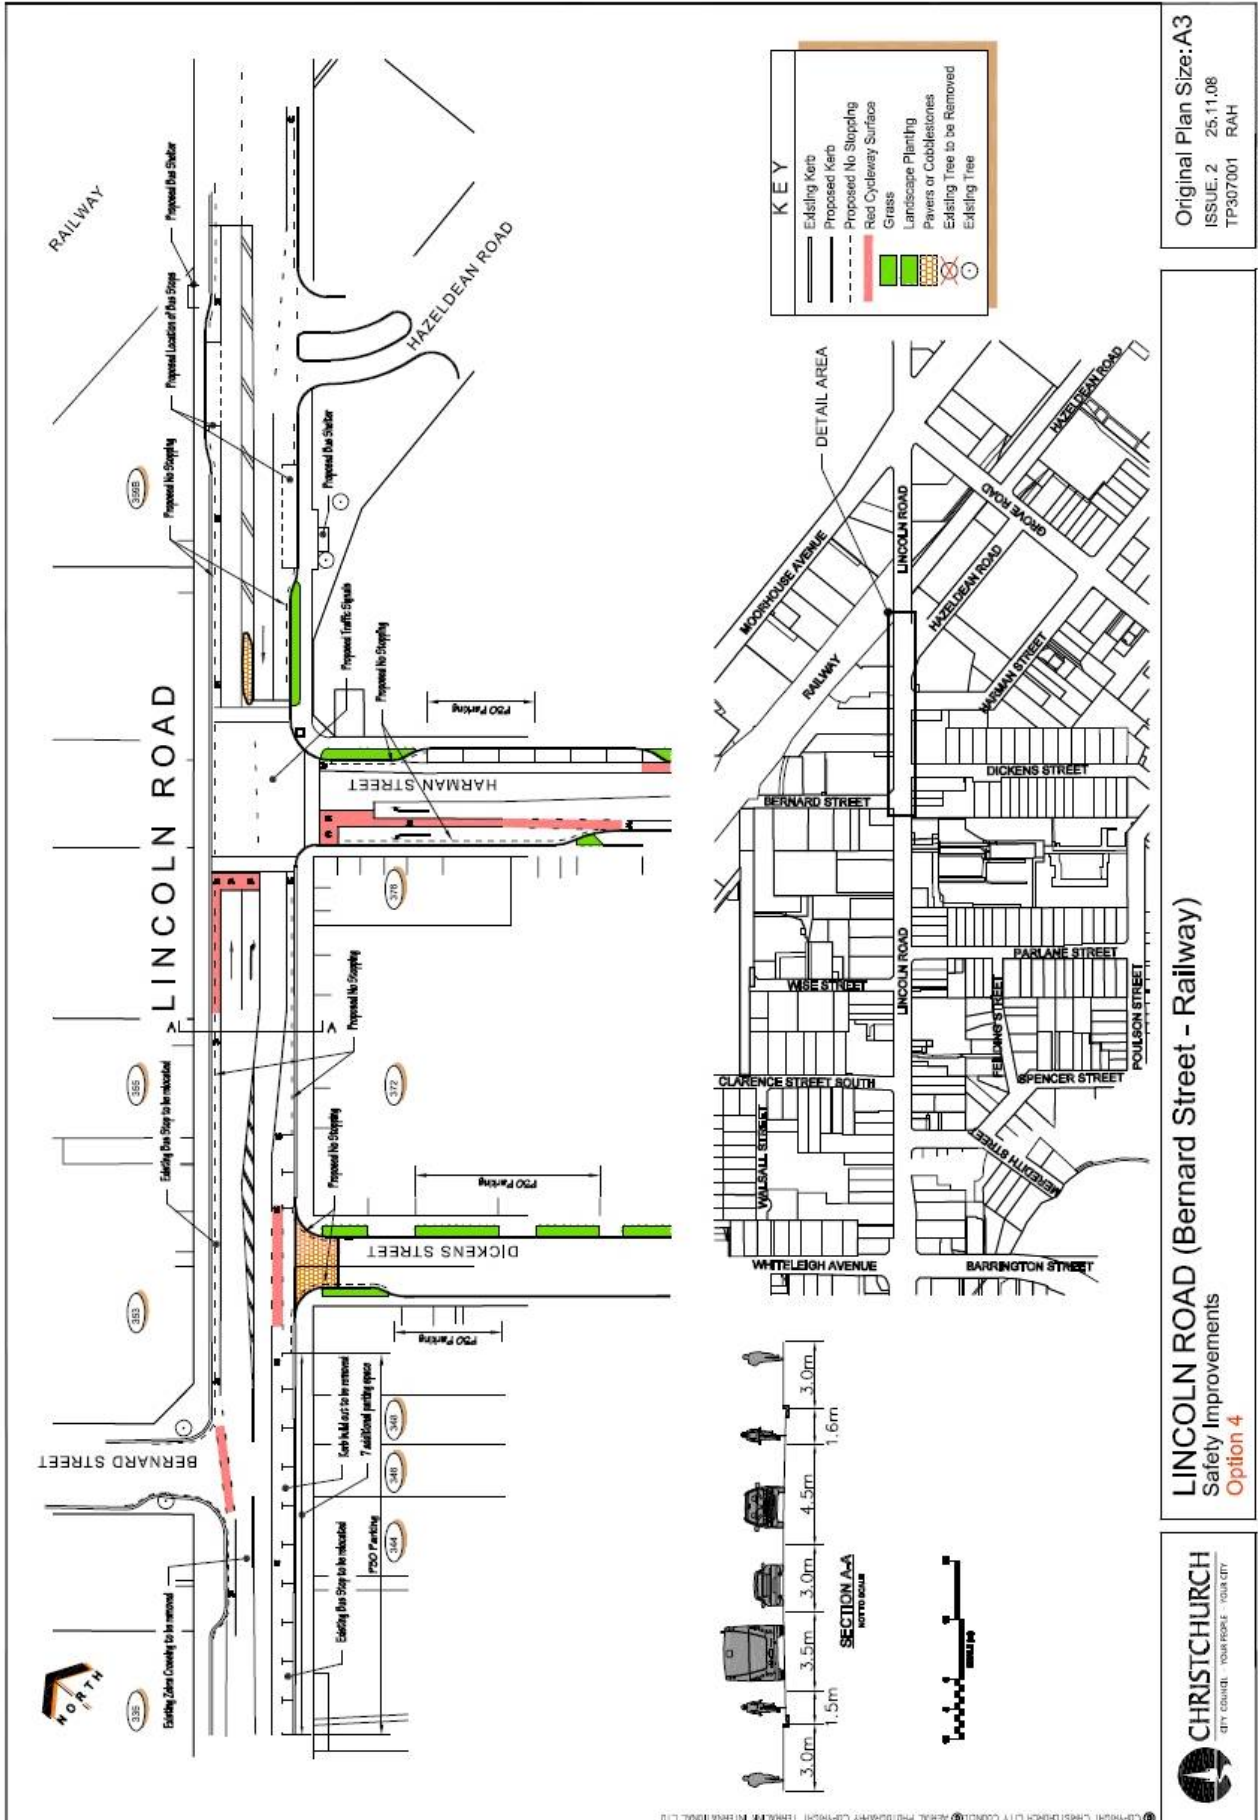 LINCOLN ROAD
RAILWAY
Proposed Bus Shelter
Proposed Location of Bus Stops
Proposed No Stopping
355B
HAZELDEAN ROAD
Proposed Bus Shelter
Proposed Traffic Signals
Proposed No Stopping
P30 Parking
HARMAN STREET
378
Proposed No Stopping
A
A
365
372
Existing Bus Stop to be relocated
Proposed No Stopping
P30 Parking
DICKENS STREET
353
P30 Parking
Kerb build out to be removed
7 additional parking space
348
346
344
P30 Parking
Existing Bus Stop to be relocated
BERNARD STREET
Existing Zebra Crossing to be removed
335
NORTH
KEY
Existing Kerb
Proposed Kerb
Proposed No Stopping
Red Cycleway Surface
Grass
Landscape Planting
Pavers or Cobblestones
Existing Tree to be Removed
Existing Tree
DETAIL AREA
MOORHOUSE AVENUE
RAILWAY
LINCOLN ROAD
GROVE ROAD
HAZELDEAN ROAD
HAZELDEAN ROAD
HARMAN STREET
DICKENS STREET
BERNARD STREET
PARLANE STREET
WISE STREET
LINCOLN ROAD
FEILDING STREET
POULSON STREET
CLARENCE STREET SOUTH
SPENCER STREET
WALSALL STREET
MEREDITH STREET
WHITELEIGH AVENUE
BARRINGTON STREET
3.0m
1.5m
3.5m
3.0m
4.5m
1.6m
3.0m
SECTION A-A
NOT TO SCALE
CHRISTCHURCH
CITY COUNCIL · YOUR PEOPLE · YOUR CITY
LINCOLN ROAD (Bernard Street - Railway)
Safety Improvements
Option 4
Original Plan Size: A3
ISSUE. 2 25.11.08
TP307001 RAH